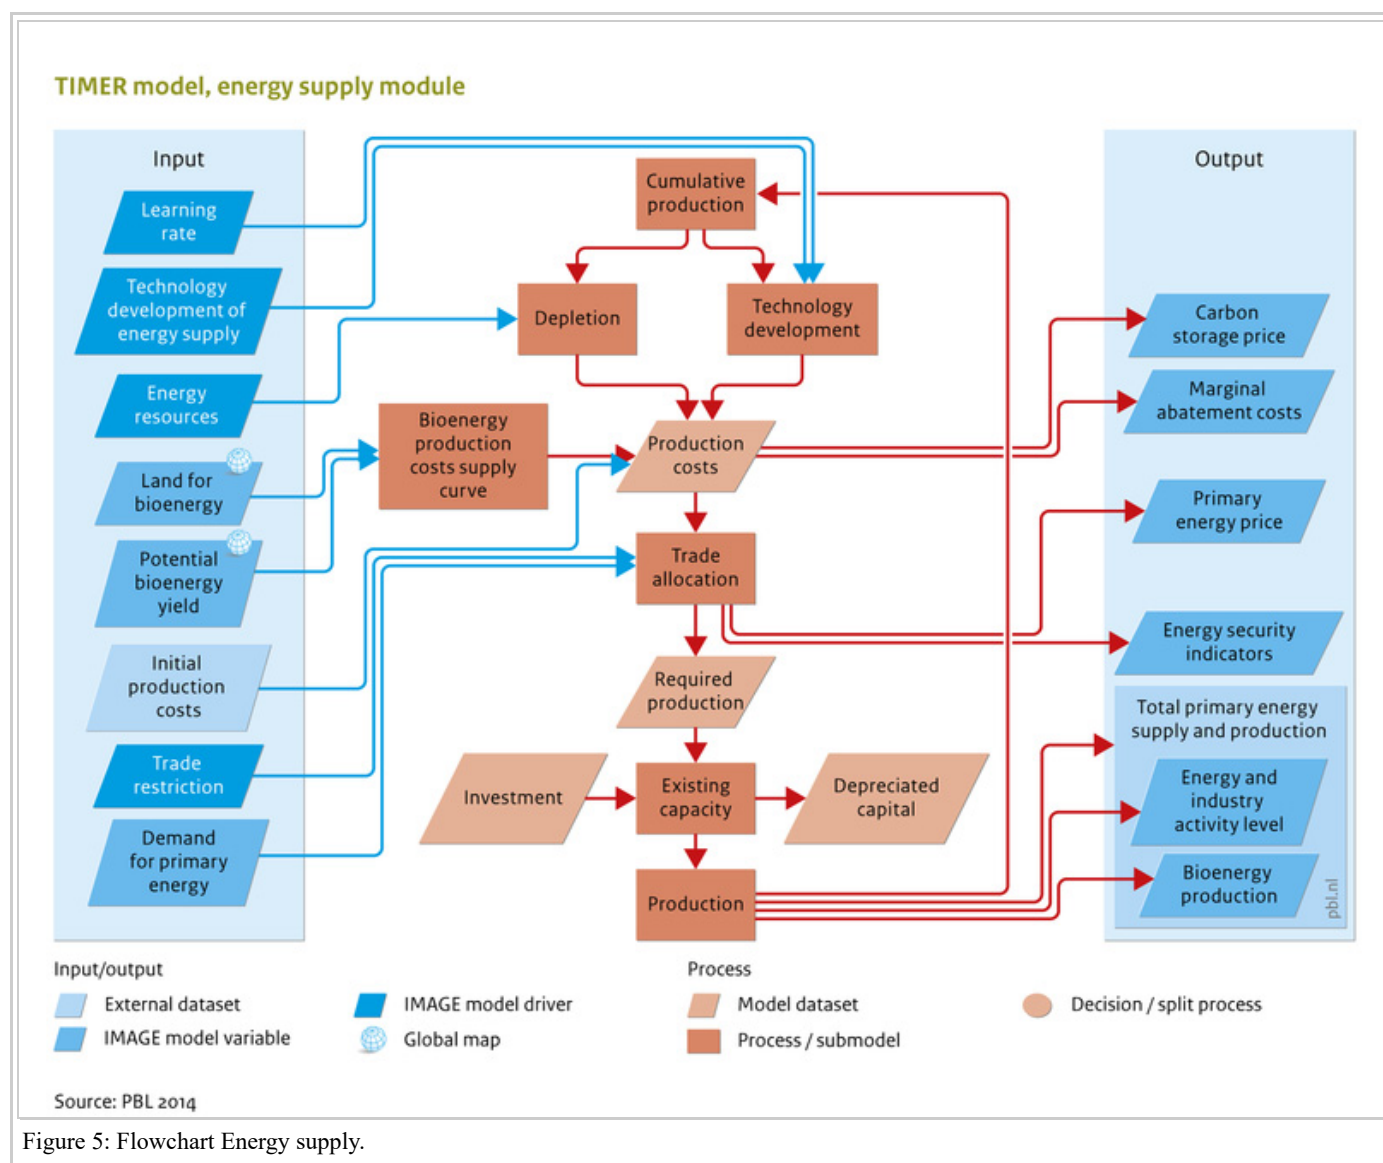 TIMER model, energy supply module
Input
Learning
rate
Technology
development of
energy supply
Energy
resources
Land for
bioenergy
Potential
bioenergy
yield
Initial
production
costs
Trade
restriction
Demand
for primary
energy
Cumulative
production
Depletion
Technology
development
Bioenergy
production
costs supply
curve
Production
costs
Trade
allocation
Required
production
Investment
Existing
capacity
Depreciated
capital
Production
Output
Carbon
storage price
Marginal
abatement costs
Primary
energy price
Energy security
indicators
Total primary energy
supply and production
Energy and
industry
activity level
Bioenergy
production
pbl.nl
Input/output
External dataset
IMAGE model variable
IMAGE model driver
Global map
Process
Model dataset
Process / submodel
Decision / split process
Source: PBL 2014
Figure 5: Flowchart Energy supply.